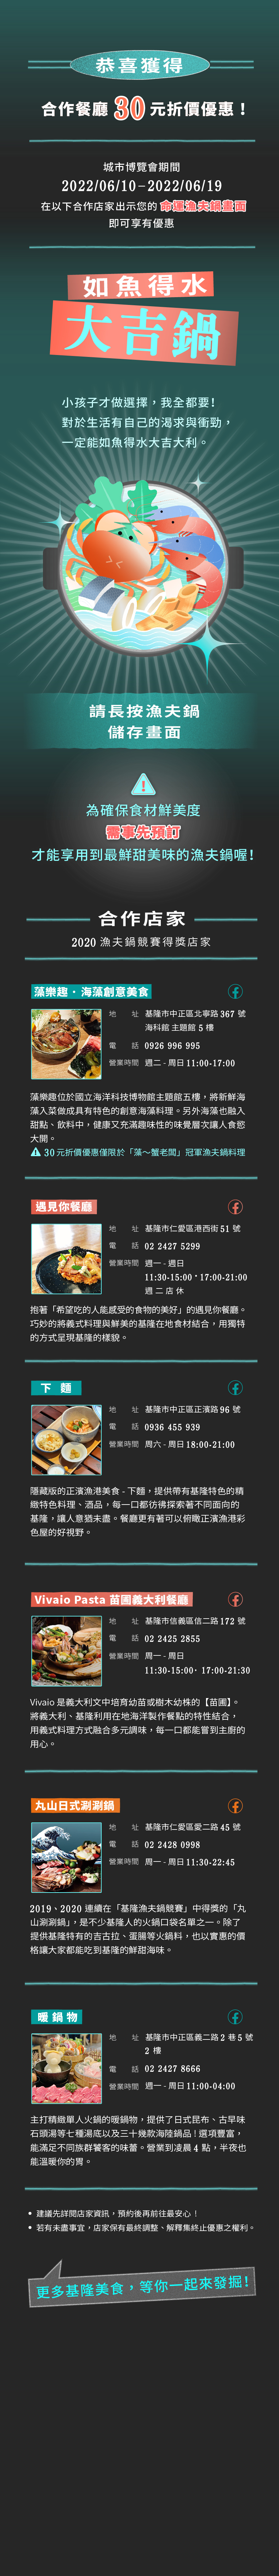 恭喜獲得
合作餐廳 30 元折價優惠！
城市博覽會期間
2022/06/10–2022/06/19
在以下合作店家出示您的 命運漁夫鍋畫面
即可享有優惠
如魚得水
大吉鍋
小孩子才做選擇，我全都要！
對於生活有自己的渴求與衝勁，
一定能如魚得水大吉大利。
請長按漁夫鍋
儲存畫面
!
為確保食材鮮美度
需事先預訂
才能享用到最鮮甜美味的漁夫鍋喔！
合作店家
2020 漁夫鍋競賽得獎店家
藻樂趣・海藻創意美食
地址 基隆市中正區北寧路 367 號
海科館 主題館 5 樓
電話 0926 996 995
營業時間 週二 - 周日 11:00-17:00
藻樂趣位於國立海洋科技博物館主題館五樓，將新鮮海
藻入菜做成具有特色的創意海藻料理。另外海藻也融入
甜點、飲料中，健康又充滿趣味性的味覺層次讓人食慾
大開。
30 元折價優惠僅限於「藻～蟹老闆」冠軍漁夫鍋料理
遇見你餐廳
地址 基隆市仁愛區港西街 51 號
電話 02 2427 5299
營業時間 週一 - 週日
11:30-15:00、17:00-21:00
週二店休
抱著「希望吃的人能感受的食物的美好」的遇見你餐廳。
巧妙的將義式料理與鮮美的基隆在地食材結合，用獨特
的方式呈現基隆的樣貌。
下 麵
地址 基隆市中正區正濱路 96 號
電話 0936 455 939
營業時間 周六 - 周日 18:00-21:00
隱藏版的正濱漁港美食 - 下麵，提供帶有基隆特色的精
緻特色料理、酒品，每一口都彷彿探索著不同面向的
基隆，讓人意猶未盡。餐廳更有著可以俯瞰正濱漁港彩
色屋的好視野。
Vivaio Pasta 苗圃義大利餐廳
地址 基隆市信義區信二路 172 號
電話 02 2425 2855
營業時間 周一 - 周日
11:30-15:00、17:00-21:30
Vivaio 是義大利文中培育幼苗或樹木幼株的【苗圃】。
將義大利、基隆利用在地海洋製作餐點的特性結合，
用義式料理方式融合多元調味，每一口都能嘗到主廚的
用心。
丸山日式涮涮鍋
地址 基隆市仁愛區愛二路 45 號
電話 02 2428 0998
營業時間 周一 - 周日 11:30-22:45
2019、2020 連續在「基隆漁夫鍋競賽」中得獎的「丸
山涮涮鍋」，是不少基隆人的火鍋口袋名單之一。除了
提供基隆特有的吉古拉、蛋腸等火鍋料，也以實惠的價
格讓大家都能吃到基隆的鮮甜海味。
暖鍋物
地址 基隆市中正區義二路 2 巷 5 號
2 樓
電話 02 2427 8666
營業時間 週一 - 周日 11:00-04:00
主打精緻單人火鍋的暖鍋物，提供了日式昆布、古早味
石頭湯等七種湯底以及三十幾款海陸鍋品！選項豐富，
能滿足不同族群饕客的味蕾。營業到凌晨 4 點，半夜也
能溫暖你的胃。
• 建議先詳閱店家資訊，預約後再前往最安心！
• 若有未盡事宜，店家保有最終調整、解釋集終止優惠之權利。
更多基隆美食，等你一起來發掘！